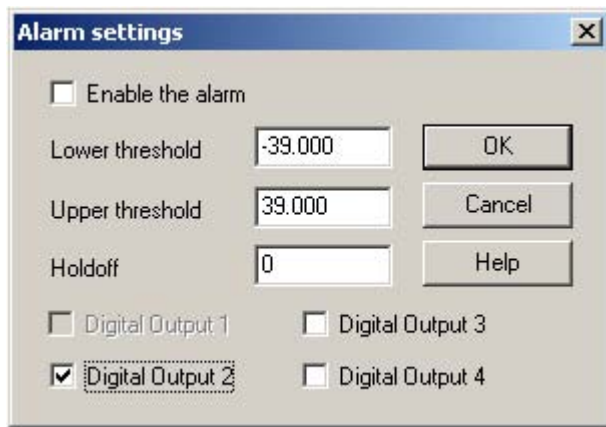 Alarm settings
Enable the alarm
Lower threshold -39.000 OK
Upper threshold 39.000 Cancel
Holdoff 0 Help
Digital Output 1 Digital Output 3
Digital Output 2 Digital Output 4